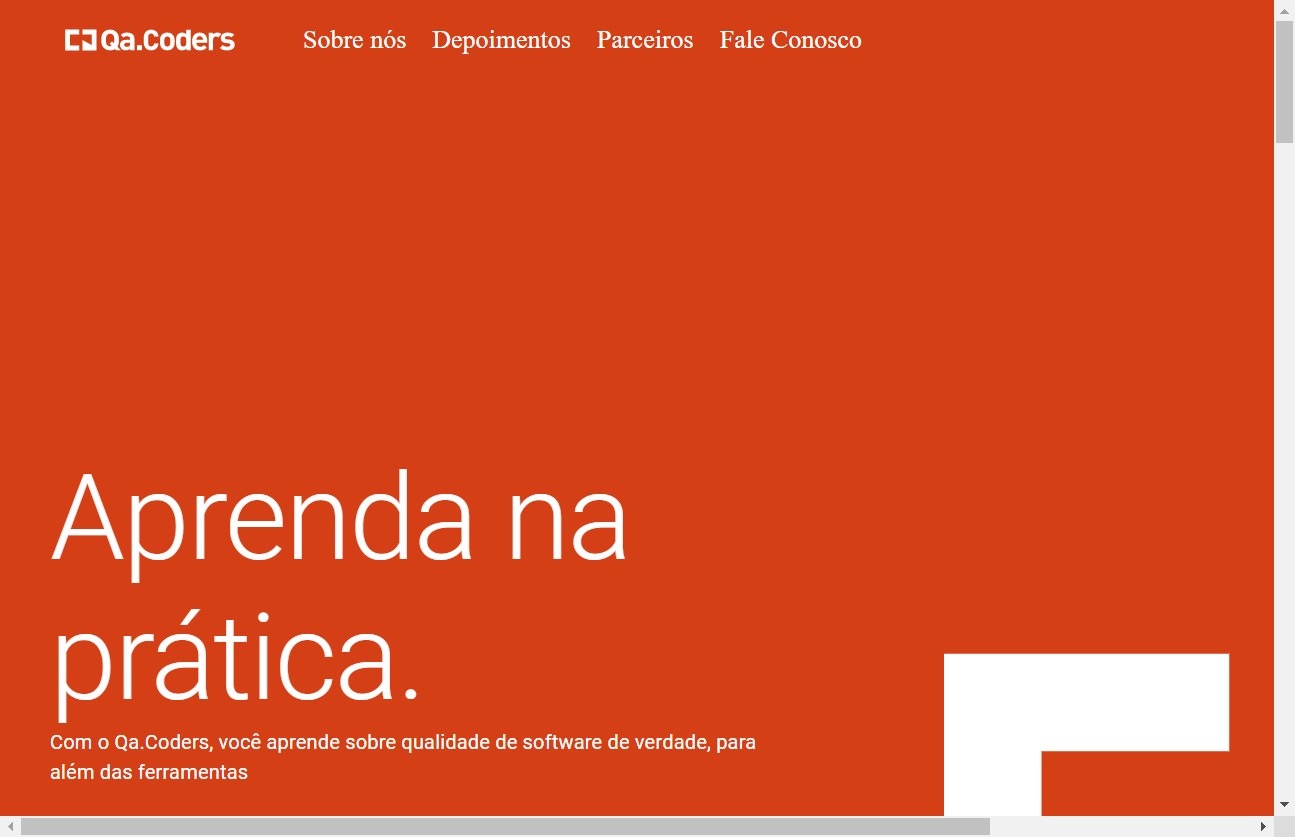 Qa.Coders
Sobre nós Depoimentos Parceiros Fale Conosco
Aprenda na
prática.
Com o Qa.Coders, você aprende sobre qualidade de software de verdade, para
além das ferramentas